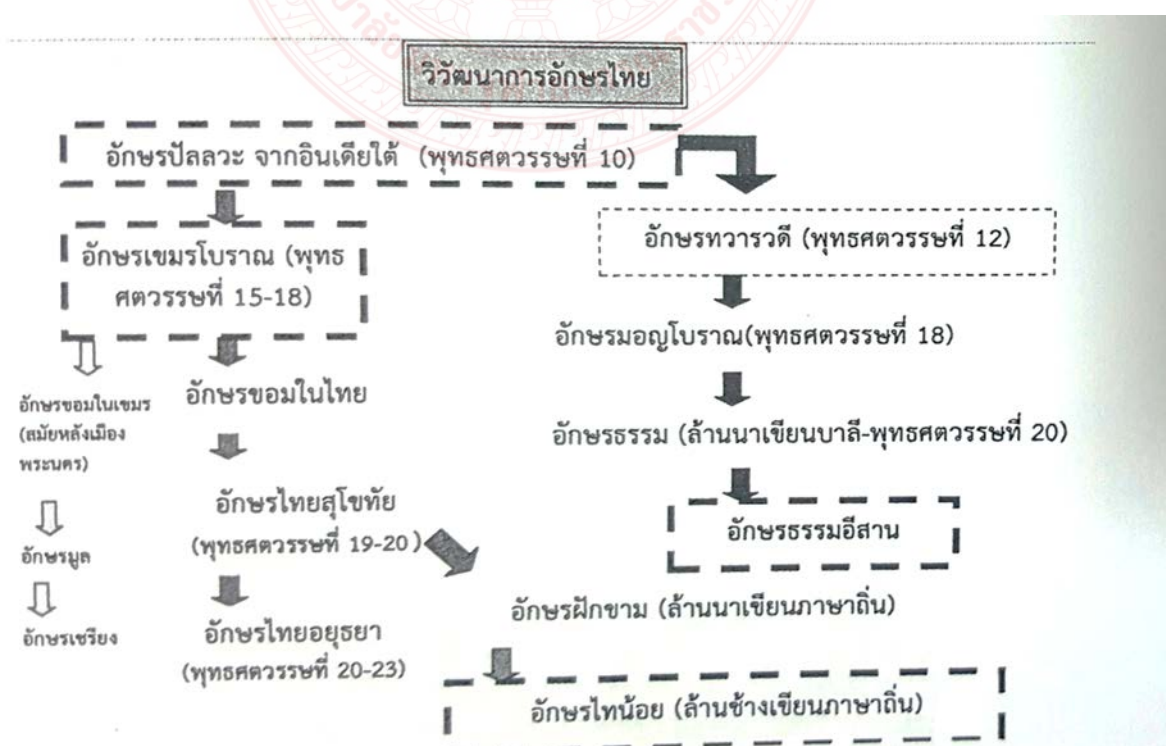 วิวัฒนาการอักษรไทย
อักษรปัลลวะ จากอินเดียใต้ (พุทธศตวรรษที่ 10)
อักษรเขมรโบราณ (พุทธ
ศตวรรษที่ 15-18)
อักษรทวารวดี (พุทธศตวรรษที่ 12)
อักษรมอญโบราณ(พุทธศตวรรษที่ 18)
อักษรขอมในเขมร
(สมัยหลังเมือง
พระนคร)
อักษรขอมในไทย
อักษรธรรม (ล้านนาเขียนบาลี-พุทธศตวรรษที่ 20)
อักษรไทยสุโขทัย
(พุทธศตวรรษที่ 19-20)
อักษรธรรมอีสาน
อักษรมูล
อักษรเชรียง
อักษรไทยอยุธยา
(พุทธศตวรรษที่ 20-23)
อักษรฝักขาม (ล้านนาเขียนภาษาถิ่น)
อักษรไทน้อย (ล้านช้างเขียนภาษาถิ่น)